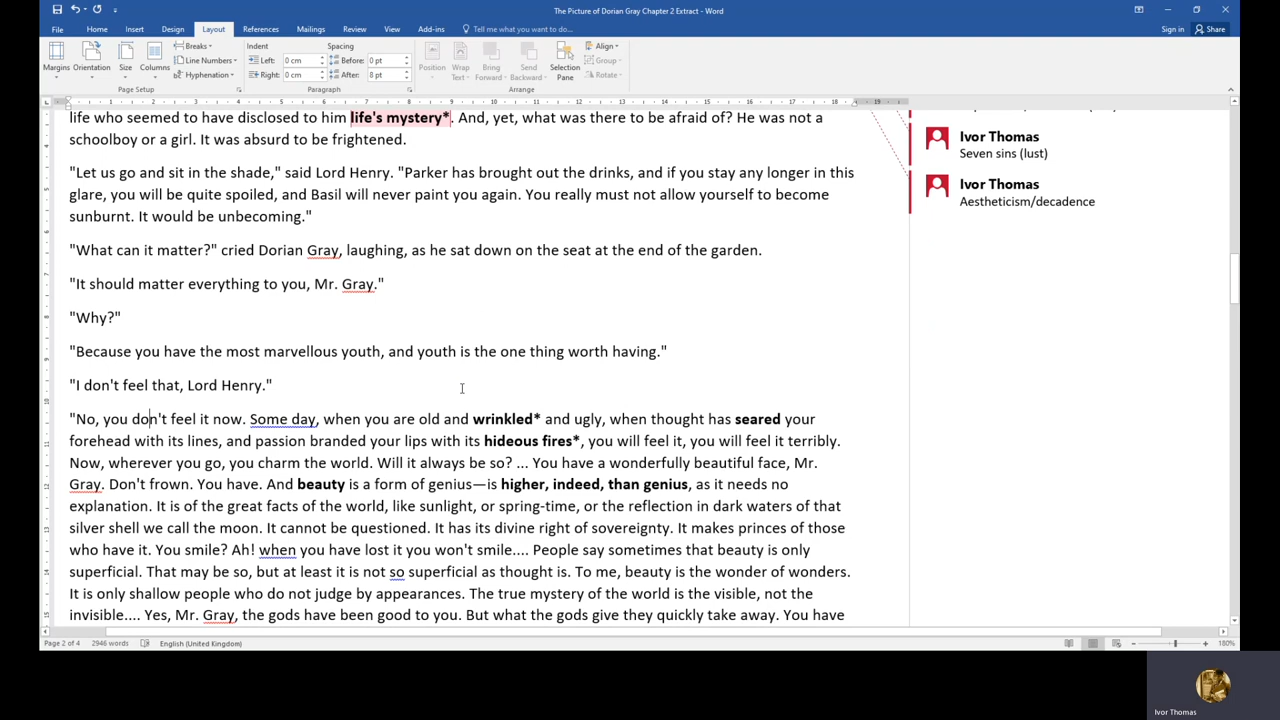 The Picture of Dorian Gray Chapter 2 Extract - Word
File Home Insert Design Layout References Mailings Review View Add-ins Tell me what you want to do... Sign in Share
Margins Orientation Size Columns Breaks Line Numbers Hyphenation
Indent Spacing
Left: 0 cm Before: 0 pt
Right: 0 cm After: 8 pt
Position Wrap Text Bring Forward Send Backward Selection Pane Align Group Rotate
Page Setup Paragraph Arrange
life who seemed to have disclosed to him life's mystery*. And, yet, what was there to be afraid of? He was not a
schoolboy or a girl. It was absurd to be frightened.
"Let us go and sit in the shade," said Lord Henry. "Parker has brought out the drinks, and if you stay any longer in this
glare, you will be quite spoiled, and Basil will never paint you again. You really must not allow yourself to become
sunburnt. It would be unbecoming."
"What can it matter?" cried Dorian Gray, laughing, as he sat down on the seat at the end of the garden.
"It should matter everything to you, Mr. Gray."
"Why?"
"Because you have the most marvellous youth, and youth is the one thing worth having."
"I don't feel that, Lord Henry."
"No, you don't feel it now. Some day, when you are old and wrinkled* and ugly, when thought has seared your
forehead with its lines, and passion branded your lips with its hideous fires*, you will feel it, you will feel it terribly.
Now, wherever you go, you charm the world. Will it always be so? ... You have a wonderfully beautiful face, Mr.
Gray. Don't frown. You have. And beauty is a form of genius—is higher, indeed, than genius, as it needs no
explanation. It is of the great facts of the world, like sunlight, or spring-time, or the reflection in dark waters of that
silver shell we call the moon. It cannot be questioned. It has its divine right of sovereignty. It makes princes of those
who have it. You smile? Ah! when you have lost it you won't smile.... People say sometimes that beauty is only
superficial. That may be so, but at least it is not so superficial as thought is. To me, beauty is the wonder of wonders.
It is only shallow people who do not judge by appearances. The true mystery of the world is the visible, not the
invisible.... Yes, Mr. Gray, the gods have been good to you. But what the gods give they quickly take away. You have
Ivor Thomas
Seven sins (lust)
Ivor Thomas
Aestheticism/decadence
Page 2 of 4 2946 words English (United Kingdom) 180%
Ivor Thomas